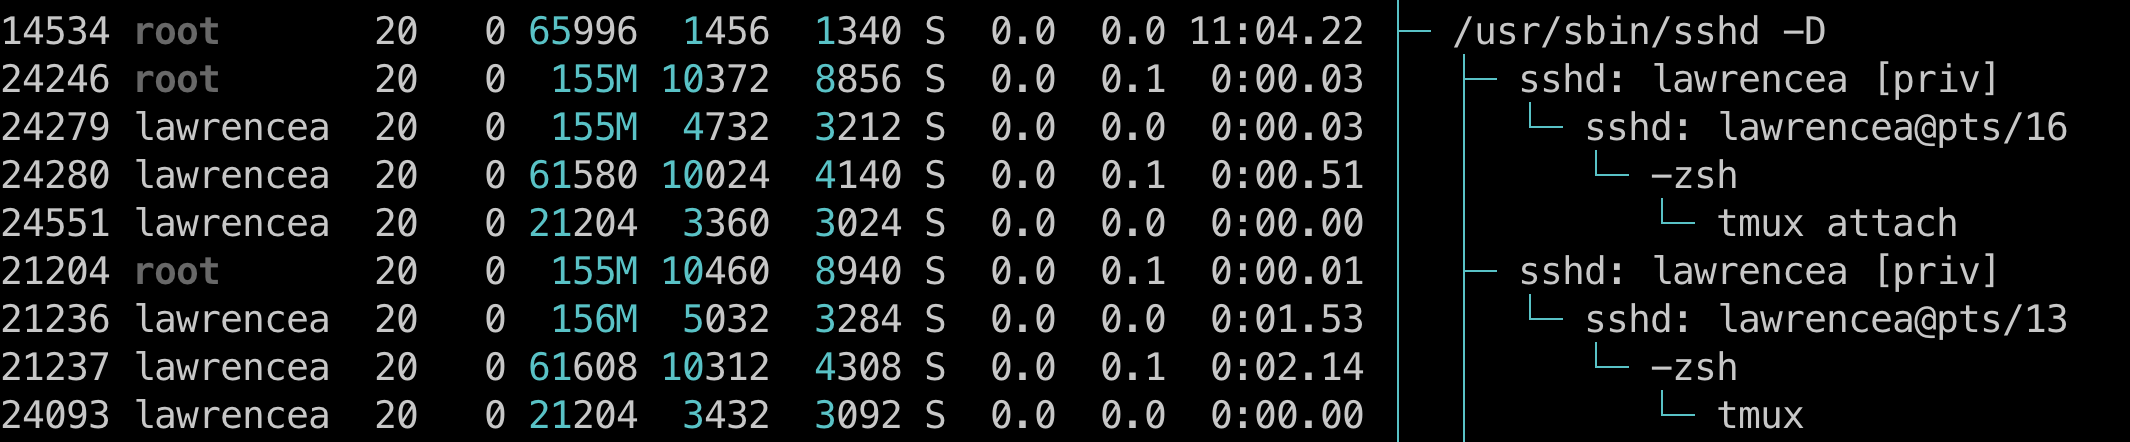 14534 root 20 0 65996 1456 1340 S 0.0 0.0 11:04.22 ├─ /usr/sbin/sshd -D
24246 root 20 0 155M 10372 8856 S 0.0 0.1 0:00.03 │ ├─ sshd: lawrencea [priv]
24279 lawrencea 20 0 155M 4732 3212 S 0.0 0.0 0:00.03 │ │ └─ sshd: lawrencea@pts/16
24280 lawrencea 20 0 61580 10024 4140 S 0.0 0.1 0:00.51 │ │ └─ -zsh
24551 lawrencea 20 0 21204 3360 3024 S 0.0 0.0 0:00.00 │ │ └─ tmux attach
21204 root 20 0 155M 10460 8940 S 0.0 0.1 0:00.01 │ ├─ sshd: lawrencea [priv]
21236 lawrencea 20 0 156M 5032 3284 S 0.0 0.0 0:01.53 │ │ └─ sshd: lawrencea@pts/13
21237 lawrencea 20 0 61608 10312 4308 S 0.0 0.1 0:02.14 │ │ └─ -zsh
24093 lawrencea 20 0 21204 3432 3092 S 0.0 0.0 0:00.00 │ │ └─ tmux